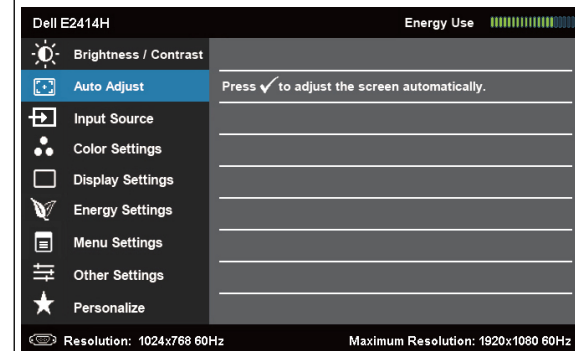 Dell E2414H Energy Use
Brightness / Contrast
Auto Adjust Press ✓ to adjust the screen automatically.
Input Source
Color Settings
Display Settings
Energy Settings
Menu Settings
Other Settings
Personalize
Resolution: 1024x768 60Hz Maximum Resolution: 1920x1080 60Hz